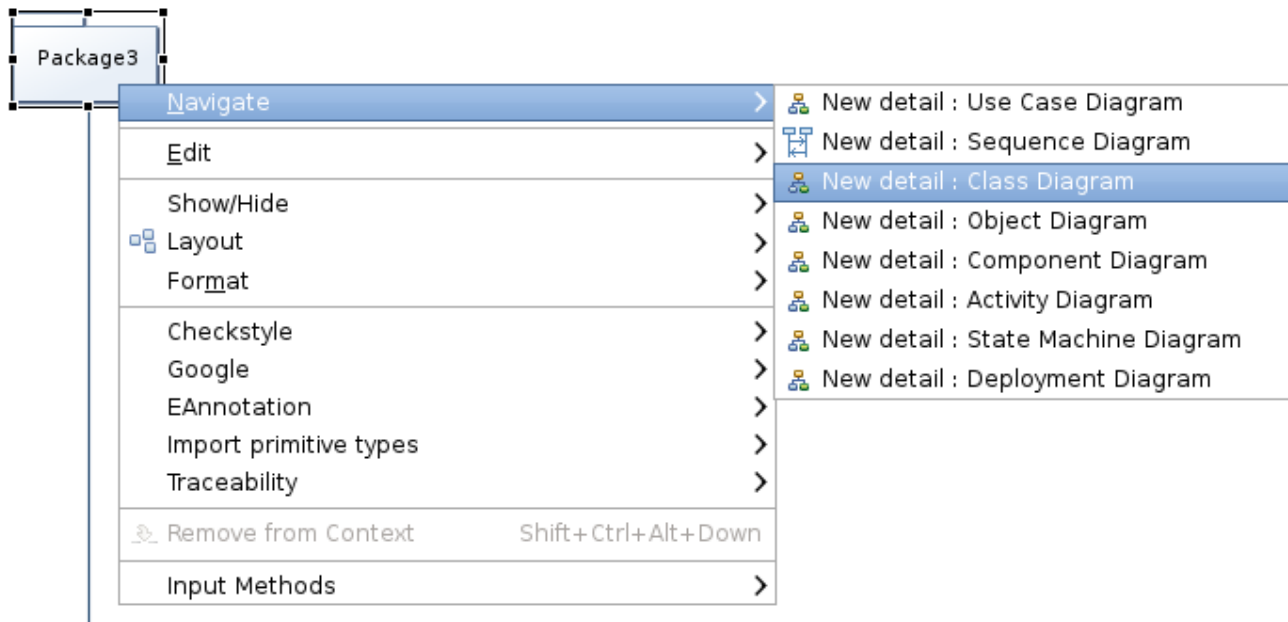 Package3
Navigate
Edit
Show/Hide
Layout
Format
Checkstyle
Google
EAnnotation
Import primitive types
Traceability
Remove from Context Shift+Ctrl+Alt+Down
Input Methods
New detail : Use Case Diagram
New detail : Sequence Diagram
New detail : Class Diagram
New detail : Object Diagram
New detail : Component Diagram
New detail : Activity Diagram
New detail : State Machine Diagram
New detail : Deployment Diagram